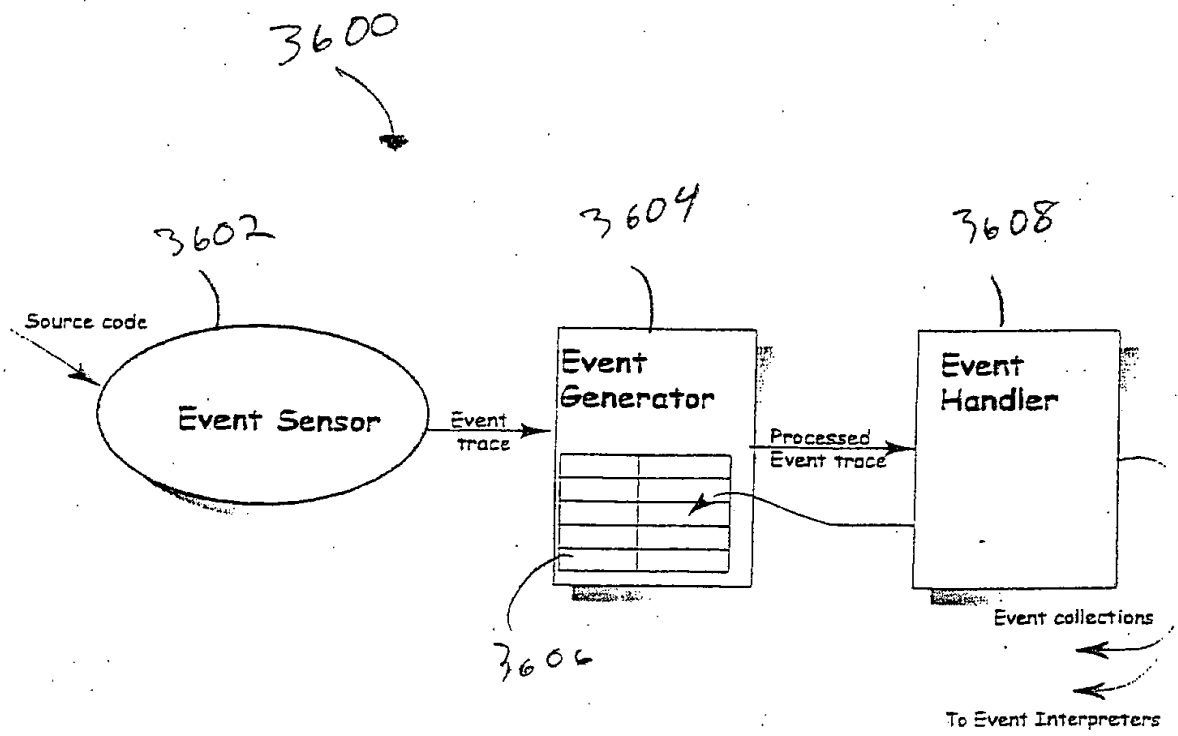 3600
3602
3604
3608
Source code
Event Sensor
Event
trace
Event
Generator
Processed
Event trace
Event
Handler
3606
Event collections
To Event Interpreters